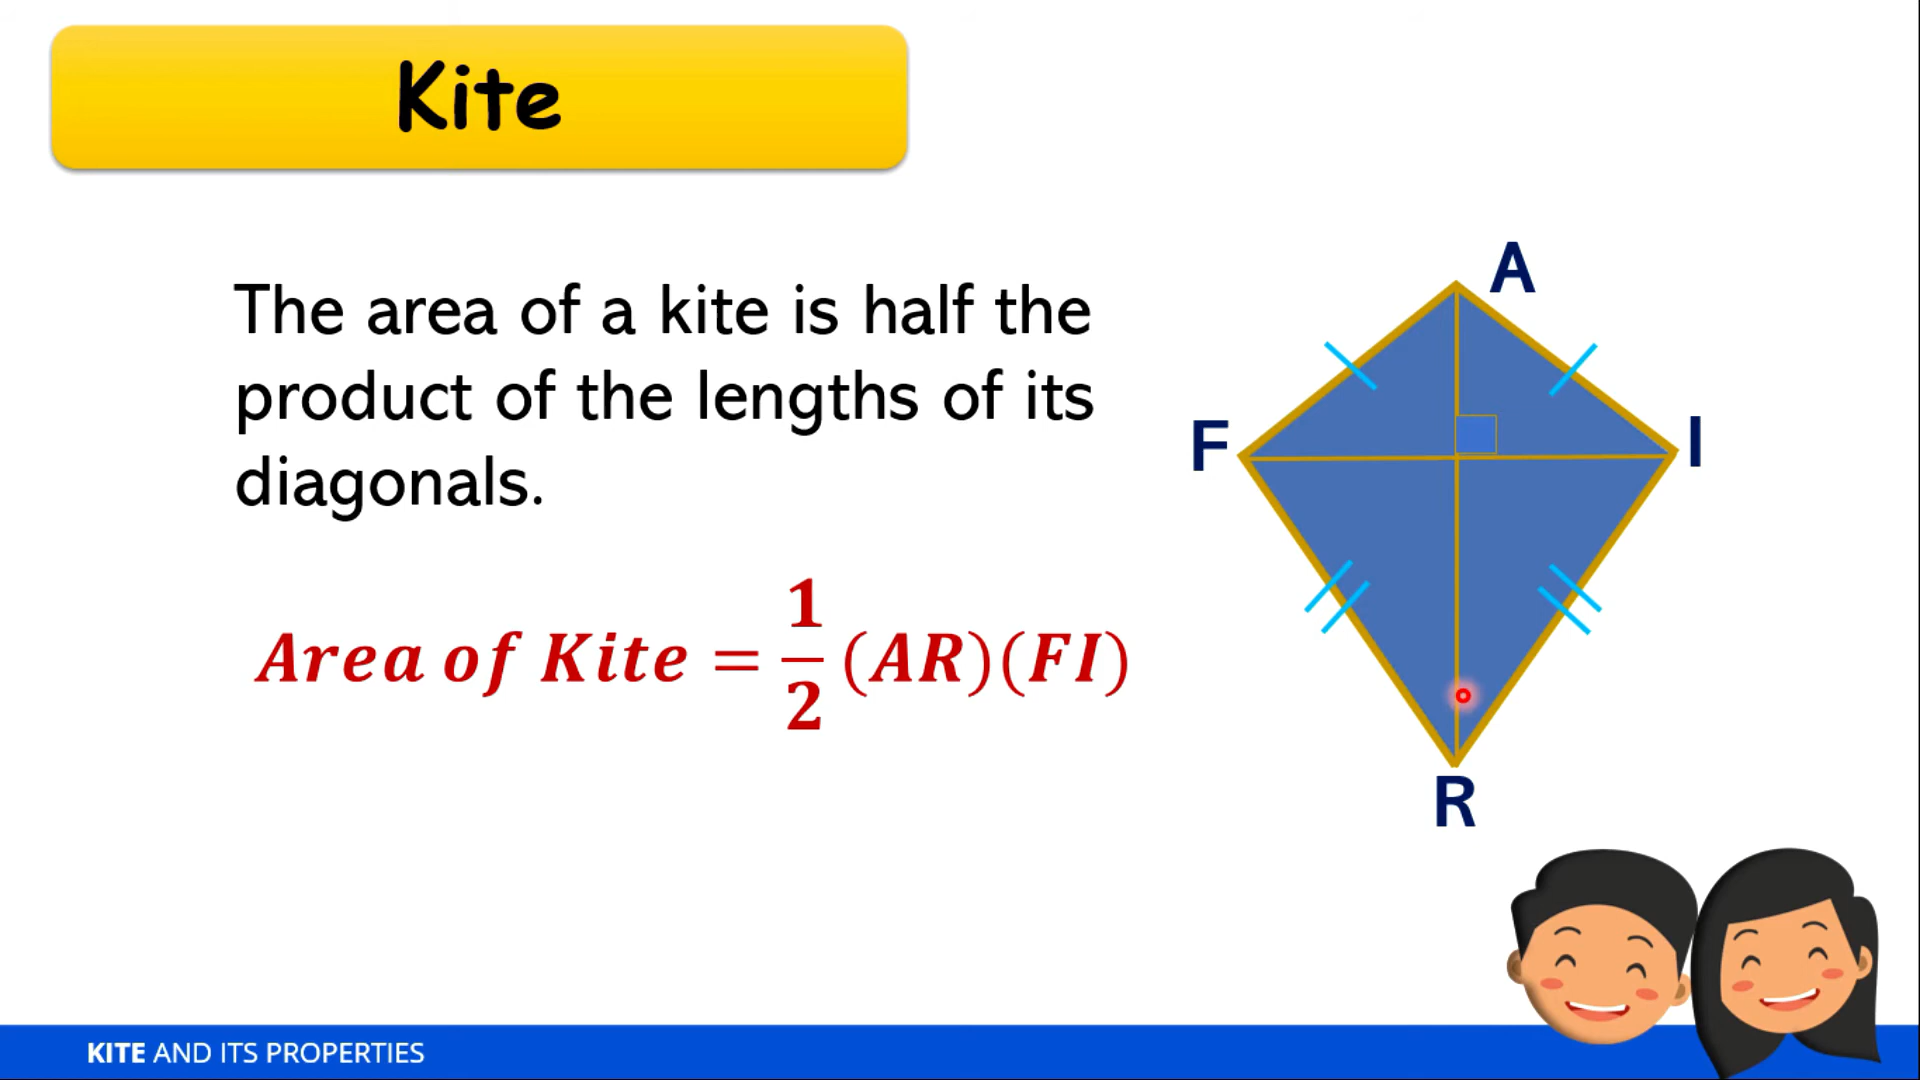 Kite
The area of a kite is half the
product of the lengths of its
diagonals.
Area of Kite = 1/2 (AR)(FI)
A
F
I
R
KITE AND ITS PROPERTIES